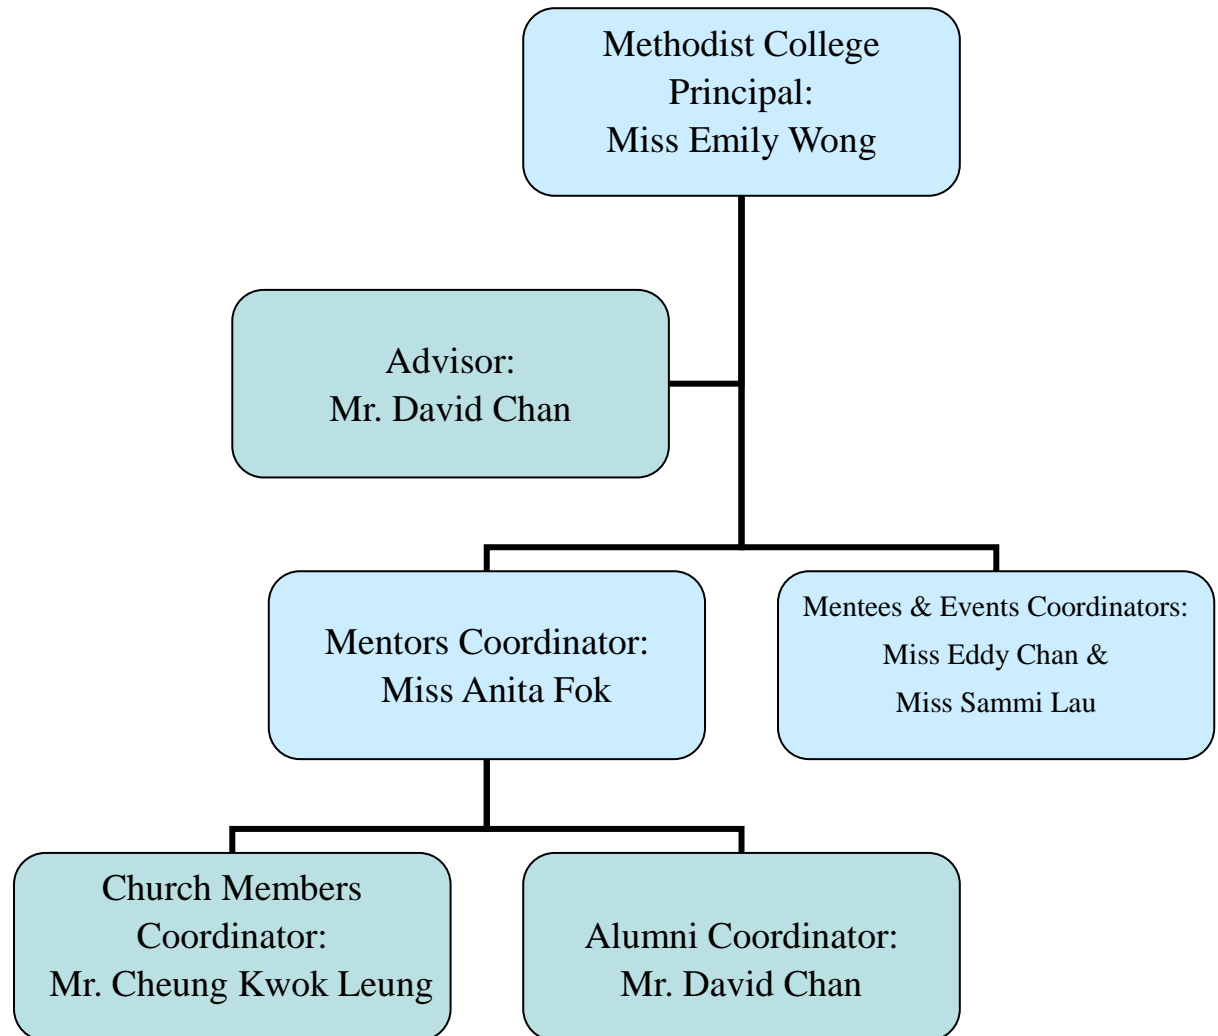 Methodist College
Principal:
Miss Emily Wong
Advisor:
Mr. David Chan
Mentors Coordinator:
Miss Anita Fok
Mentees & Events Coordinators:
Miss Eddy Chan &
Miss Sammi Lau
Church Members
Coordinator:
Mr. Cheung Kwok Leung
Alumni Coordinator:
Mr. David Chan